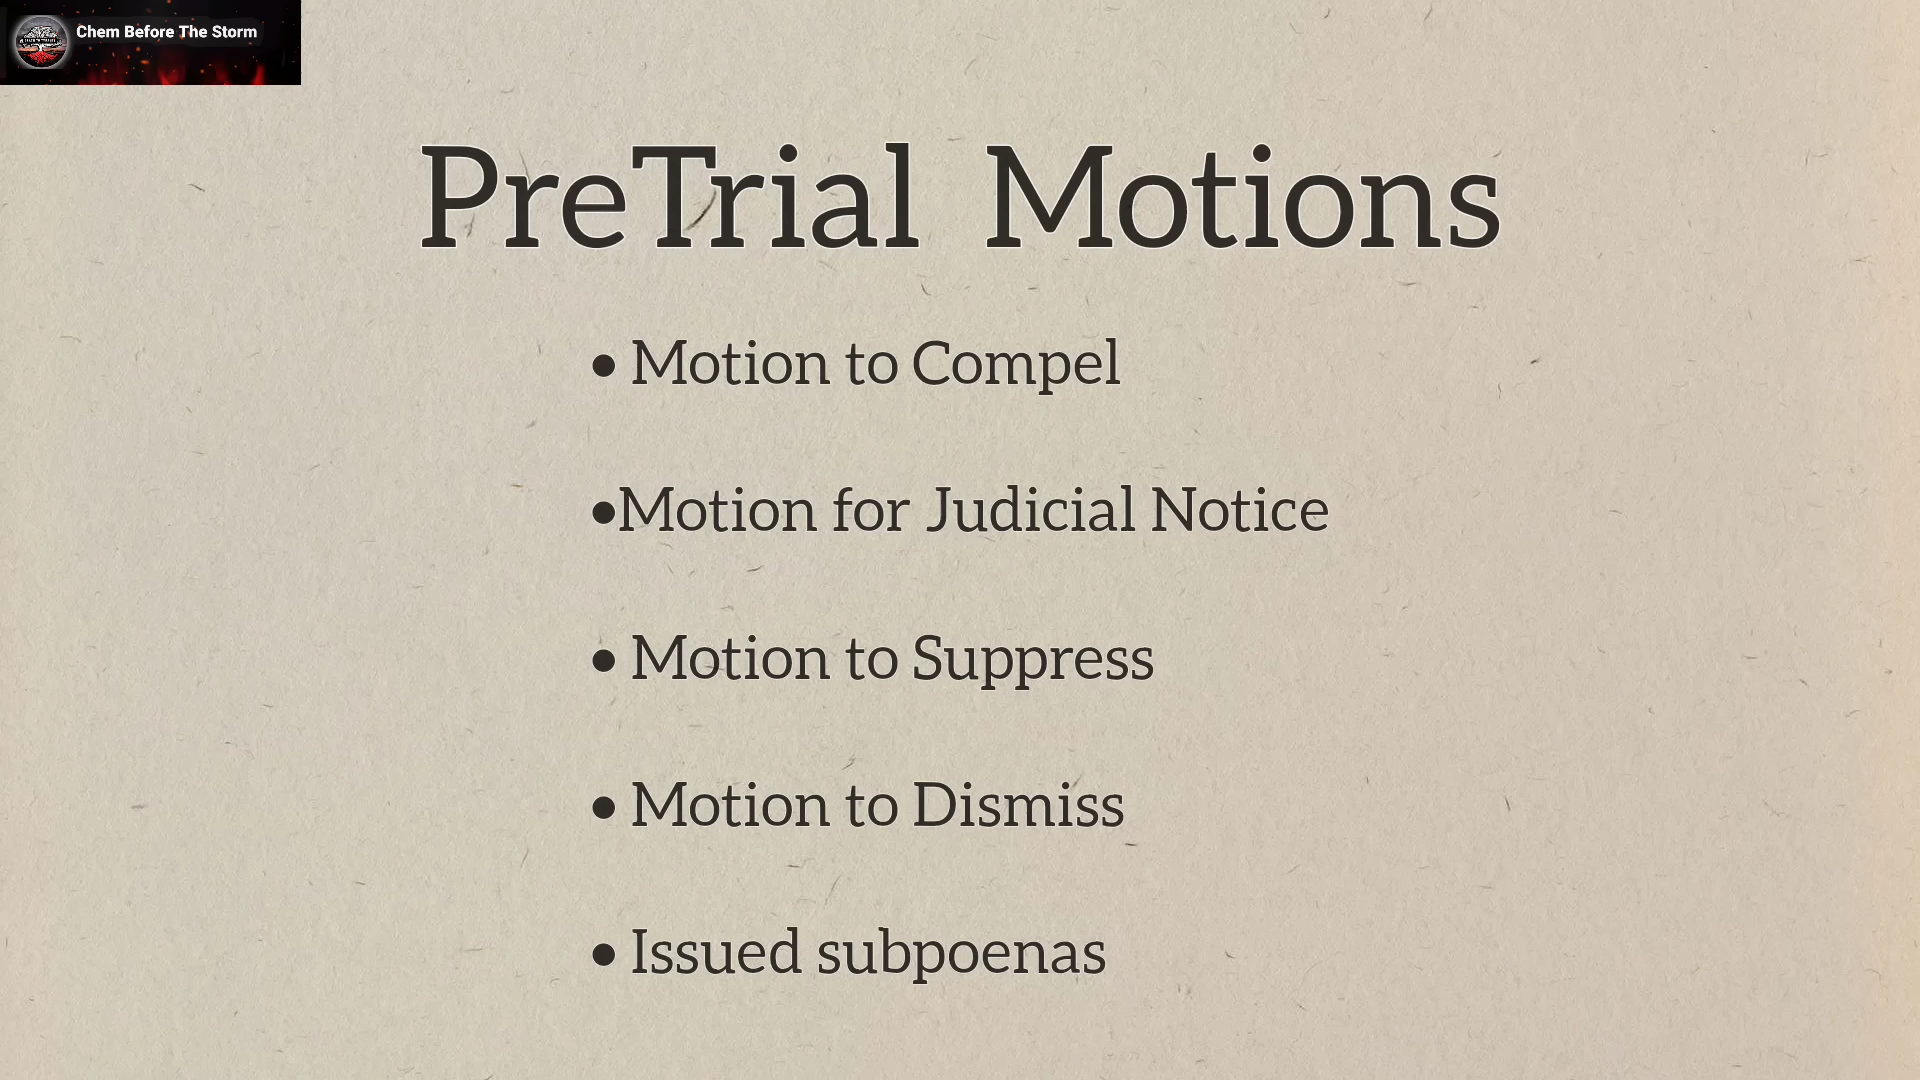 Chem Before The Storm
PreTrial Motions
• Motion to Compel
•Motion for Judicial Notice
• Motion to Suppress
• Motion to Dismiss
• Issued subpoenas